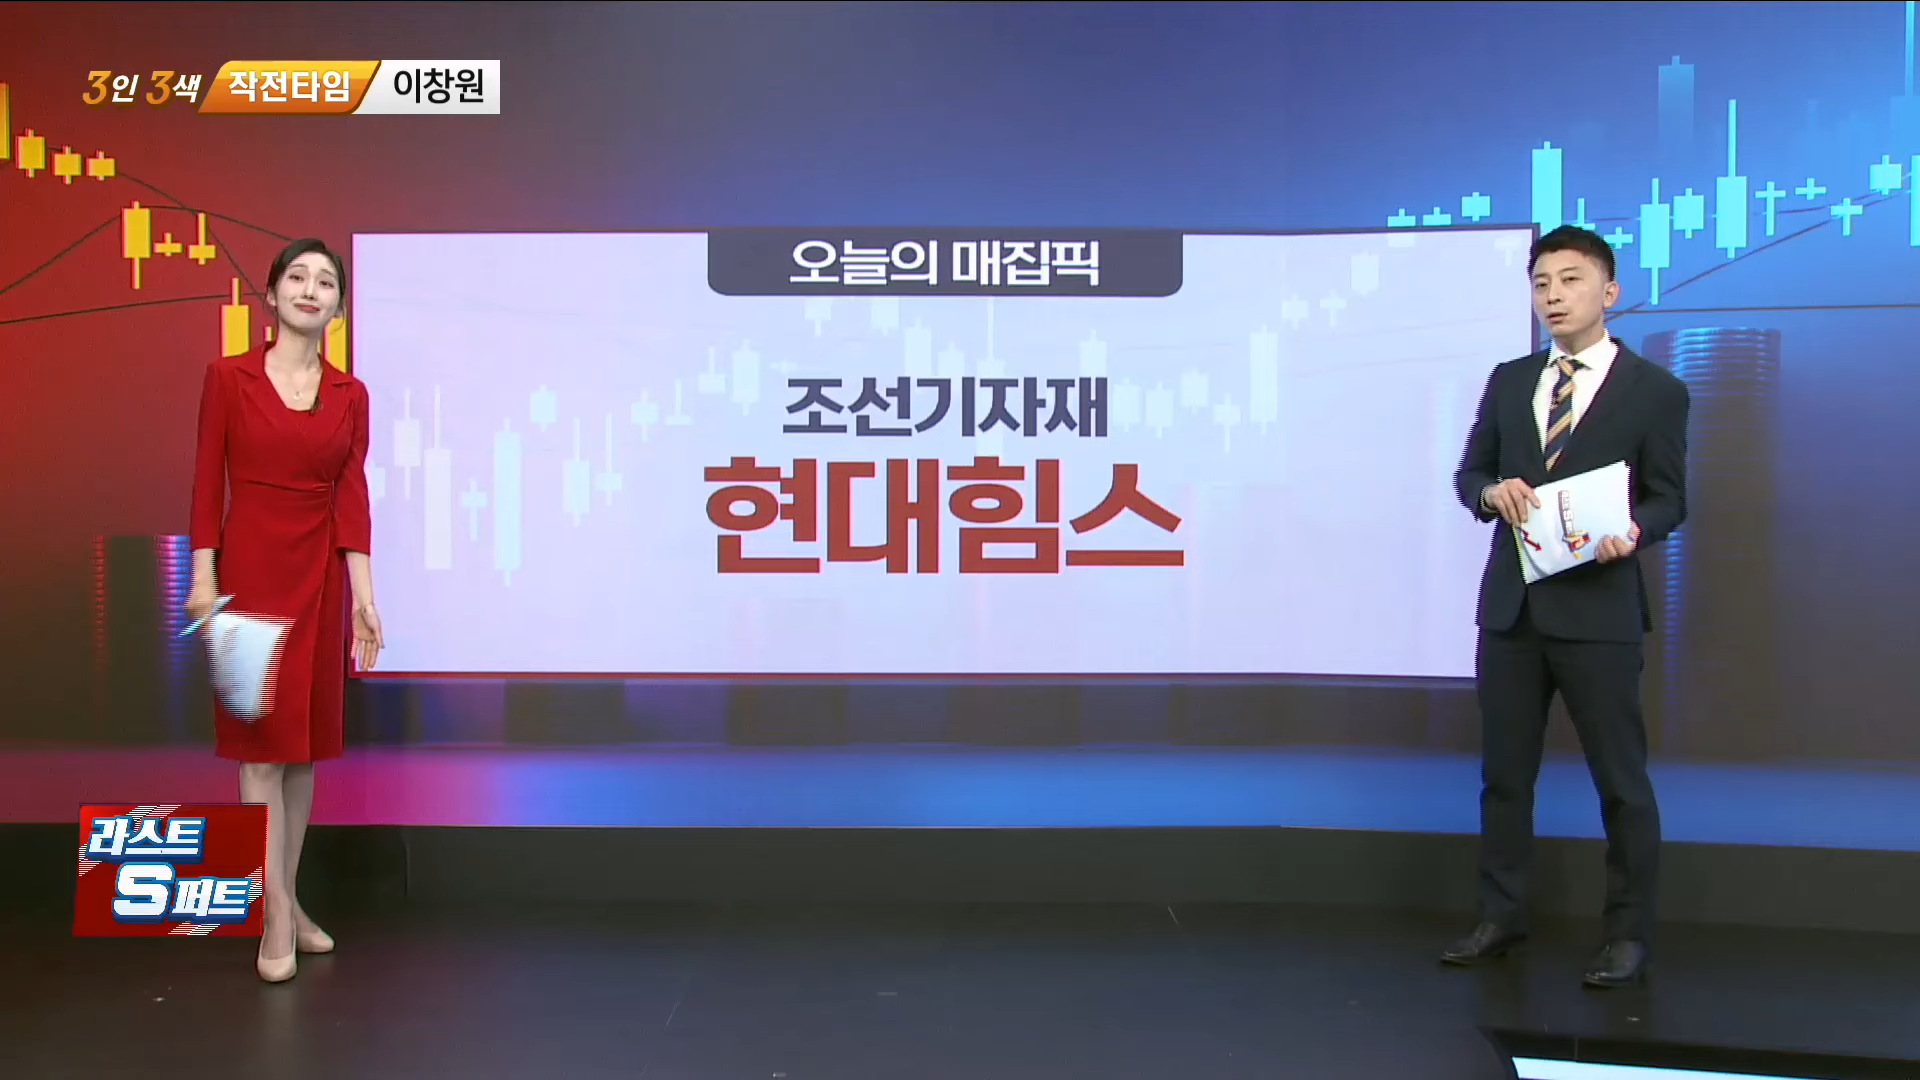 3인 3색 작전타임 이창원
오늘의 매집픽
조선기자재
현대힘스
라스트
S퍼트